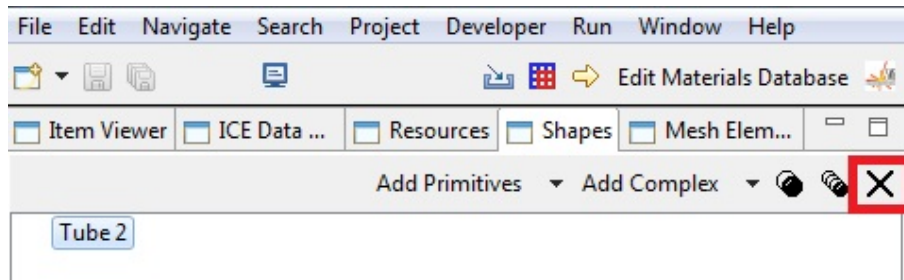 File Edit Navigate Search Project Developer Run Window Help
Edit Materials Database
Item Viewer ICE Data ... Resources Shapes Mesh Elem...
Add Primitives Add Complex
Tube 2